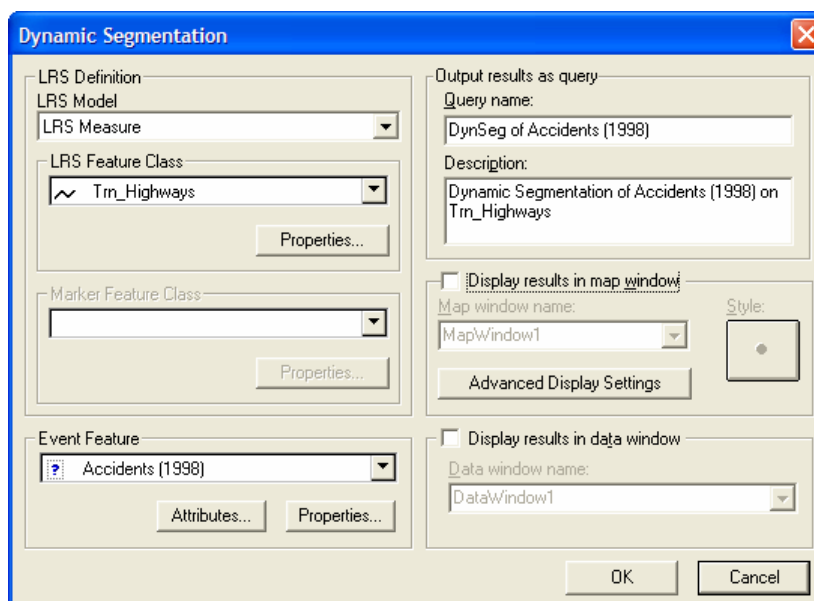 Dynamic Segmentation
LRS Definition
LRS Model
LRS Measure
LRS Feature Class
Trn_Highways
Properties...
Marker Feature Class
Properties...
Event Feature
? Accidents (1998)
Attributes... Properties...
Output results as query
Query name:
DynSeg of Accidents (1998)
Description:
Dynamic Segmentation of Accidents (1998) on
Trn_Highways
Display results in map window
Map window name: Style:
MapWindow1
Advanced Display Settings
Display results in data window
Data window name:
DataWindow1
OK Cancel